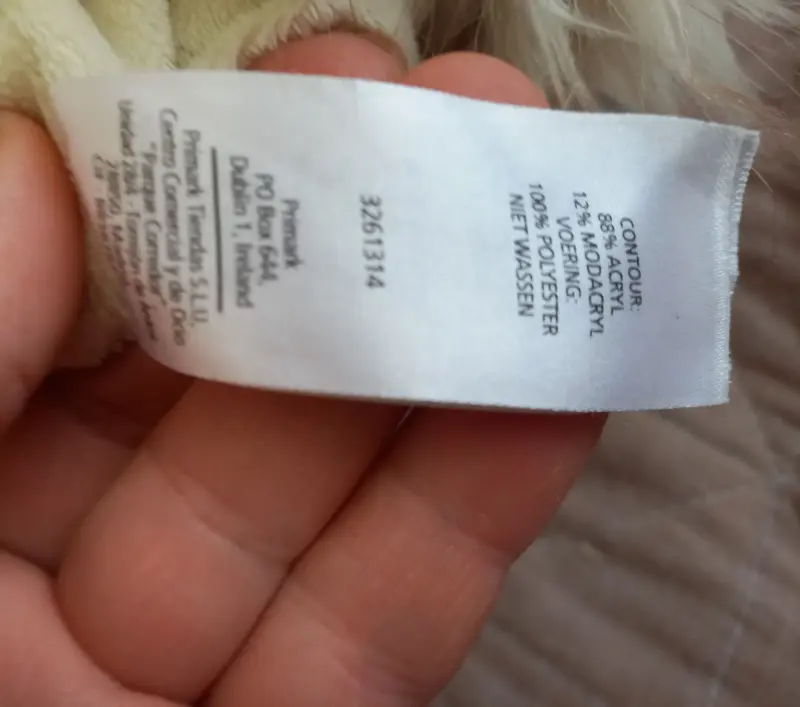 CONTOUR:
88% ACRYL
12% MODACRYL
VOERING:
100% POLYESTER
NIET WASSEN
3261314
Primark
PO Box 644,
Dublin 1, Ireland
Primark Tiendas S.L.U.
Centro Comercial y de Ocio
"Parque Corredor"